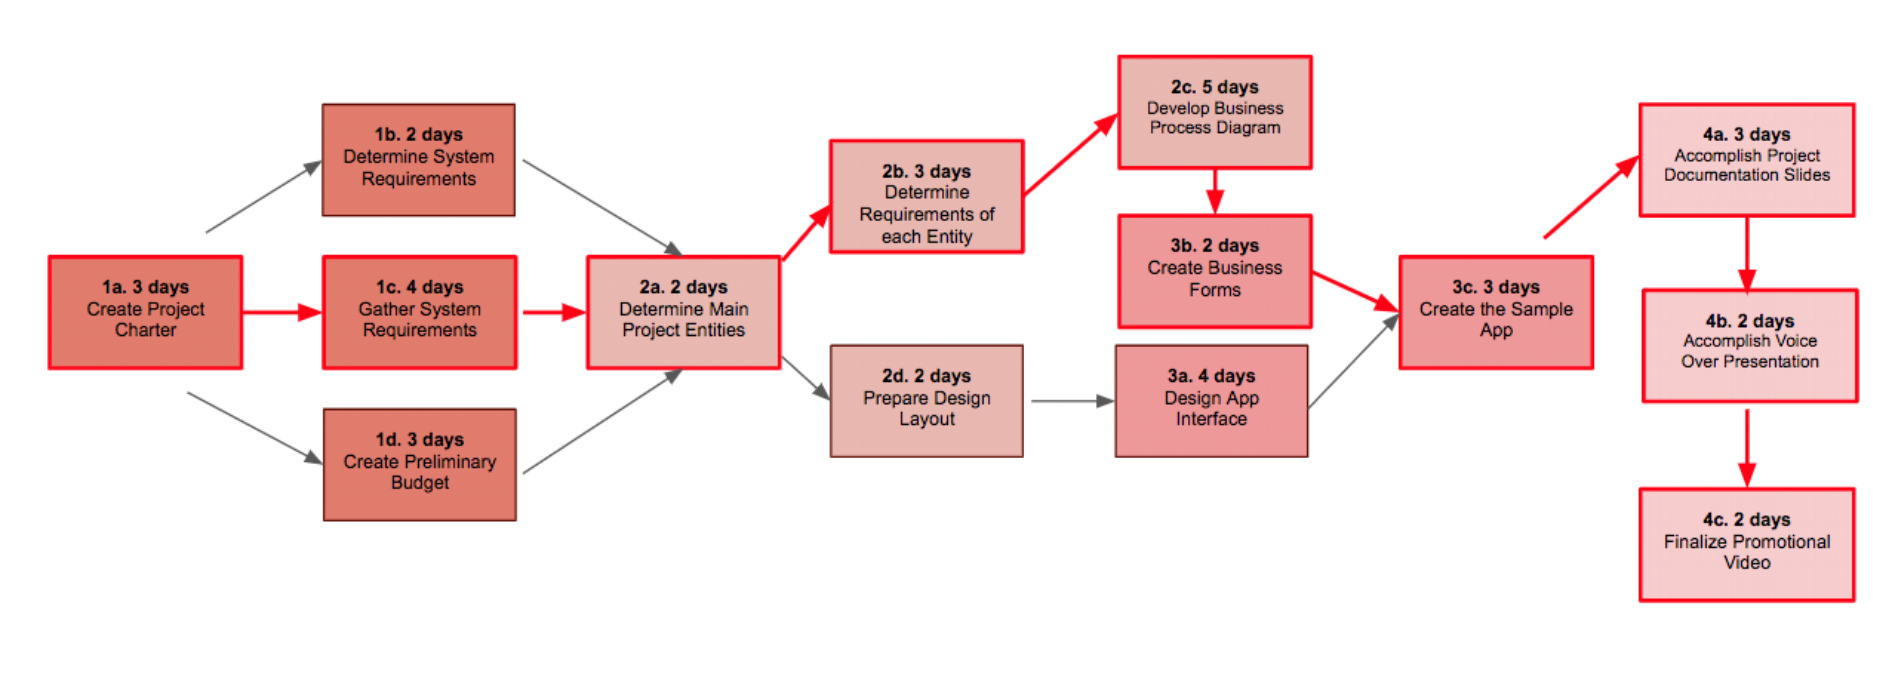 1a. 3 days
Create Project
Charter
1b. 2 days
Determine System
Requirements
1c. 4 days
Gather System
Requirements
1d. 3 days
Create Preliminary
Budget
2a. 2 days
Determine Main
Project Entities
2b. 3 days
Determine
Requirements of
each Entity
2c. 5 days
Develop Business
Process Diagram
2d. 2 days
Prepare Design
Layout
3a. 4 days
Design App
Interface
3b. 2 days
Create Business
Forms
3c. 3 days
Create the Sample
App
4a. 3 days
Accomplish Project
Documentation Slides
4b. 2 days
Accomplish Voice
Over Presentation
4c. 2 days
Finalize Promotional
Video